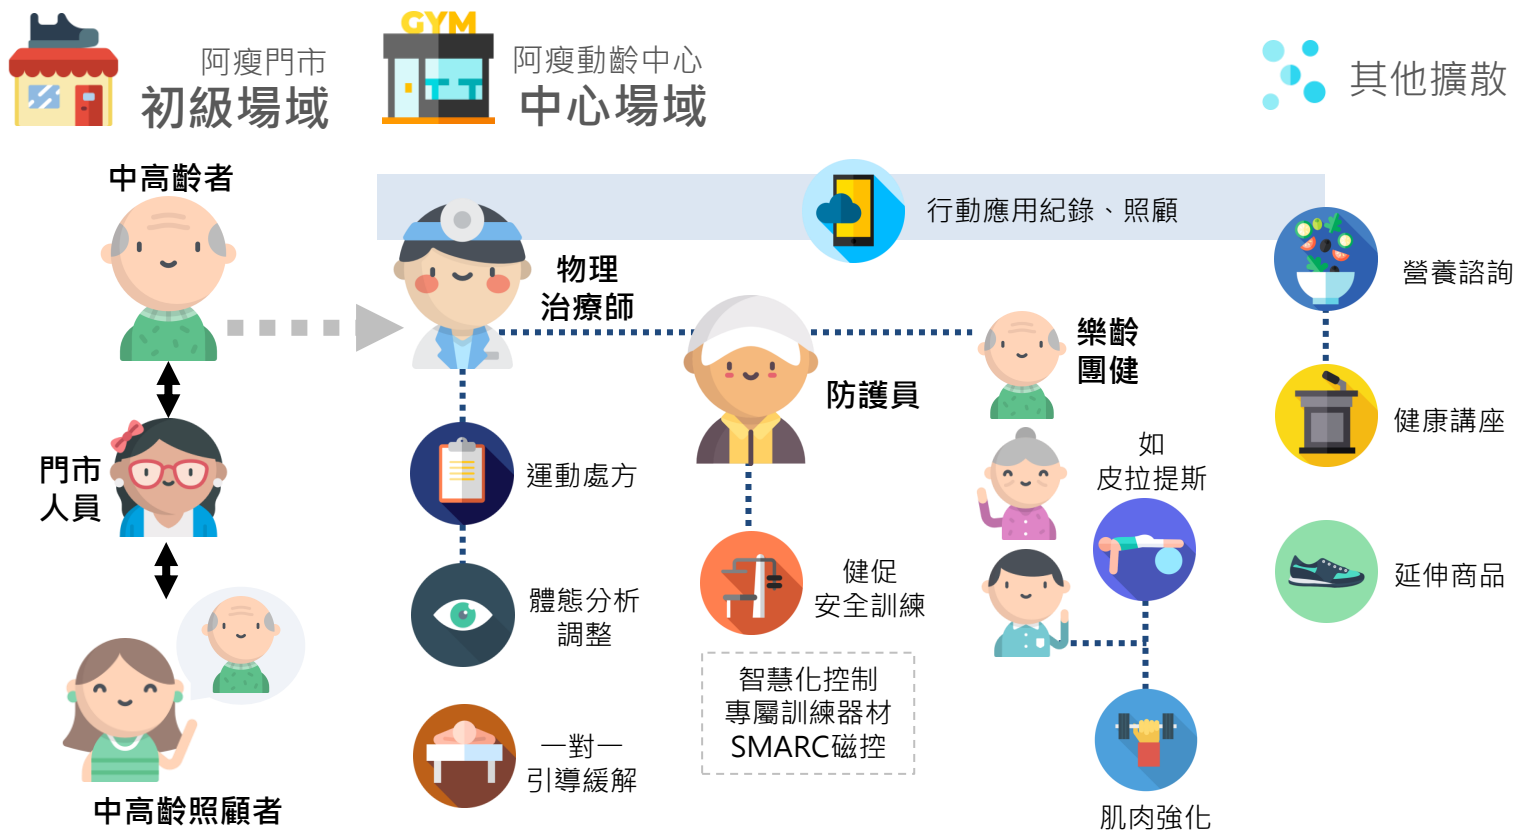 阿瘦門市
初級場域
GYM
阿瘦動齡中心
中心場域
其他擴散
中高齡者
門市
人員
中高齡照顧者
行動應用紀錄、照顧
物理
治療師
運動處方
體態分析
調整
一對一
引導緩解
防護員
健促
安全訓練
智慧化控制
專屬訓練器材
SMARC磁控
樂齡
團健
如
皮拉提斯
肌肉強化
營養諮詢
健康講座
延伸商品